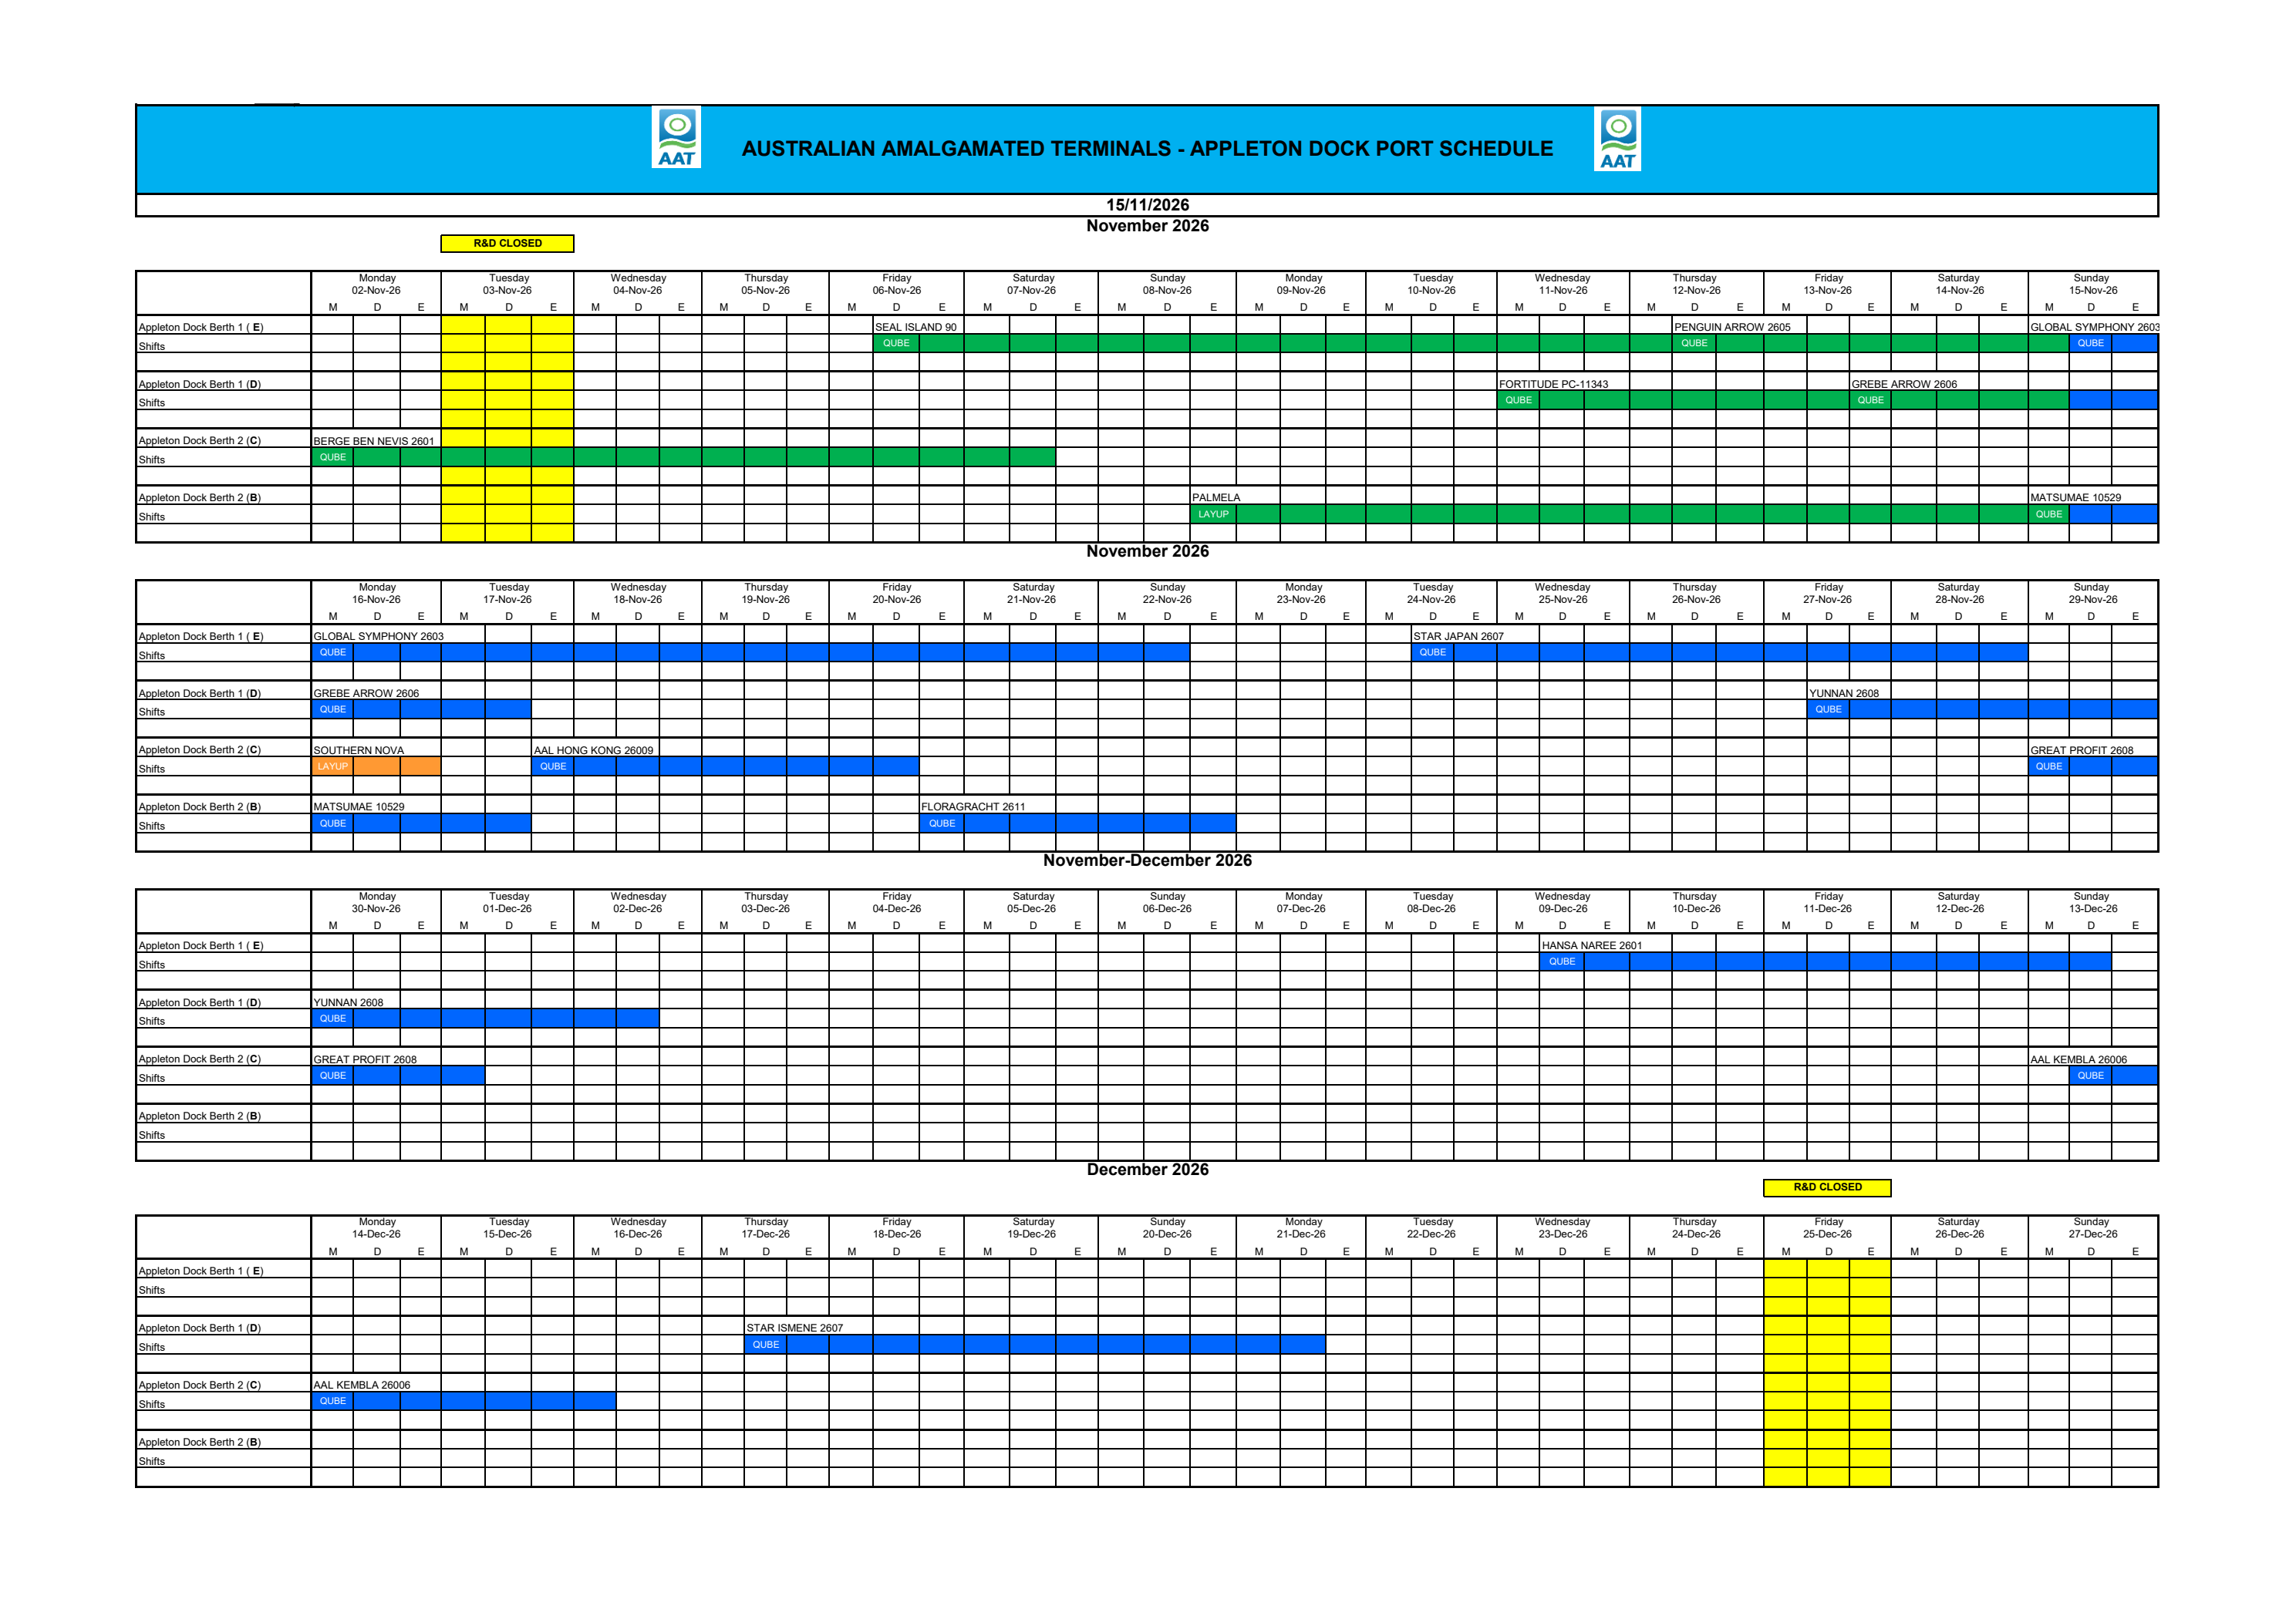 AAT
AUSTRALIAN AMALGAMATED TERMINALS - APPLETON DOCK PORT SCHEDULE
AAT
15/11/2026
November 2026
R&D CLOSED
Monday Tuesday Wednesday Thursday Friday Saturday Sunday Monday Tuesday Wednesday Thursday Friday Saturday Sunday
02-Nov-26 03-Nov-26 04-Nov-26 05-Nov-26 06-Nov-26 07-Nov-26 08-Nov-26 09-Nov-26 10-Nov-26 11-Nov-26 12-Nov-26 13-Nov-26 14-Nov-26 15-Nov-26
M D E M D E M D E M D E M D E M D E M D E M D E M D E M D E M D E M D E M D E M D E
Appleton Dock Berth 1 ( E) SEAL ISLAND 90 PENGUIN ARROW 2605 GLOBAL SYMPHONY 2603
Shifts QUBE QUBE QUBE
Appleton Dock Berth 1 (D) FORTITUDE PC-11343 GREBE ARROW 2606
Shifts QUBE QUBE
Appleton Dock Berth 2 (C) BERGE BEN NEVIS 2601
Shifts QUBE
Appleton Dock Berth 2 (B) PALMELA MATSUMAE 10529
Shifts LAYUP QUBE
November 2026
Monday Tuesday Wednesday Thursday Friday Saturday Sunday Monday Tuesday Wednesday Thursday Friday Saturday Sunday
16-Nov-26 17-Nov-26 18-Nov-26 19-Nov-26 20-Nov-26 21-Nov-26 22-Nov-26 23-Nov-26 24-Nov-26 25-Nov-26 26-Nov-26 27-Nov-26 28-Nov-26 29-Nov-26
M D E M D E M D E M D E M D E M D E M D E M D E M D E M D E M D E M D E M D E M D E
Appleton Dock Berth 1 ( E) GLOBAL SYMPHONY 2603 STAR JAPAN 2607
Shifts QUBE QUBE
Appleton Dock Berth 1 (D) GREBE ARROW 2606 YUNNAN 2608
Shifts QUBE QUBE
Appleton Dock Berth 2 (C) SOUTHERN NOVA AAL HONG KONG 26009 GREAT PROFIT 2608
Shifts LAYUP QUBE QUBE
Appleton Dock Berth 2 (B) MATSUMAE 10529 FLORAGRACHT 2611
Shifts QUBE QUBE
November-December 2026
Monday Tuesday Wednesday Thursday Friday Saturday Sunday Monday Tuesday Wednesday Thursday Friday Saturday Sunday
30-Nov-26 01-Dec-26 02-Dec-26 03-Dec-26 04-Dec-26 05-Dec-26 06-Dec-26 07-Dec-26 08-Dec-26 09-Dec-26 10-Dec-26 11-Dec-26 12-Dec-26 13-Dec-26
M D E M D E M D E M D E M D E M D E M D E M D E M D E M D E M D E M D E M D E M D E
Appleton Dock Berth 1 ( E) HANSA NAREE 2601
Shifts QUBE
Appleton Dock Berth 1 (D) YUNNAN 2608
Shifts QUBE
Appleton Dock Berth 2 (C) GREAT PROFIT 2608 AAL KEMBLA 26006
Shifts QUBE QUBE
Appleton Dock Berth 2 (B)
Shifts
December 2026
R&D CLOSED
Monday Tuesday Wednesday Thursday Friday Saturday Sunday Monday Tuesday Wednesday Thursday Friday Saturday Sunday
14-Dec-26 15-Dec-26 16-Dec-26 17-Dec-26 18-Dec-26 19-Dec-26 20-Dec-26 21-Dec-26 22-Dec-26 23-Dec-26 24-Dec-26 25-Dec-26 26-Dec-26 27-Dec-26
M D E M D E M D E M D E M D E M D E M D E M D E M D E M D E M D E M D E M D E M D E
Appleton Dock Berth 1 ( E)
Shifts
Appleton Dock Berth 1 (D) STAR ISMENE 2607
Shifts QUBE
Appleton Dock Berth 2 (C) AAL KEMBLA 26006
Shifts QUBE
Appleton Dock Berth 2 (B)
Shifts